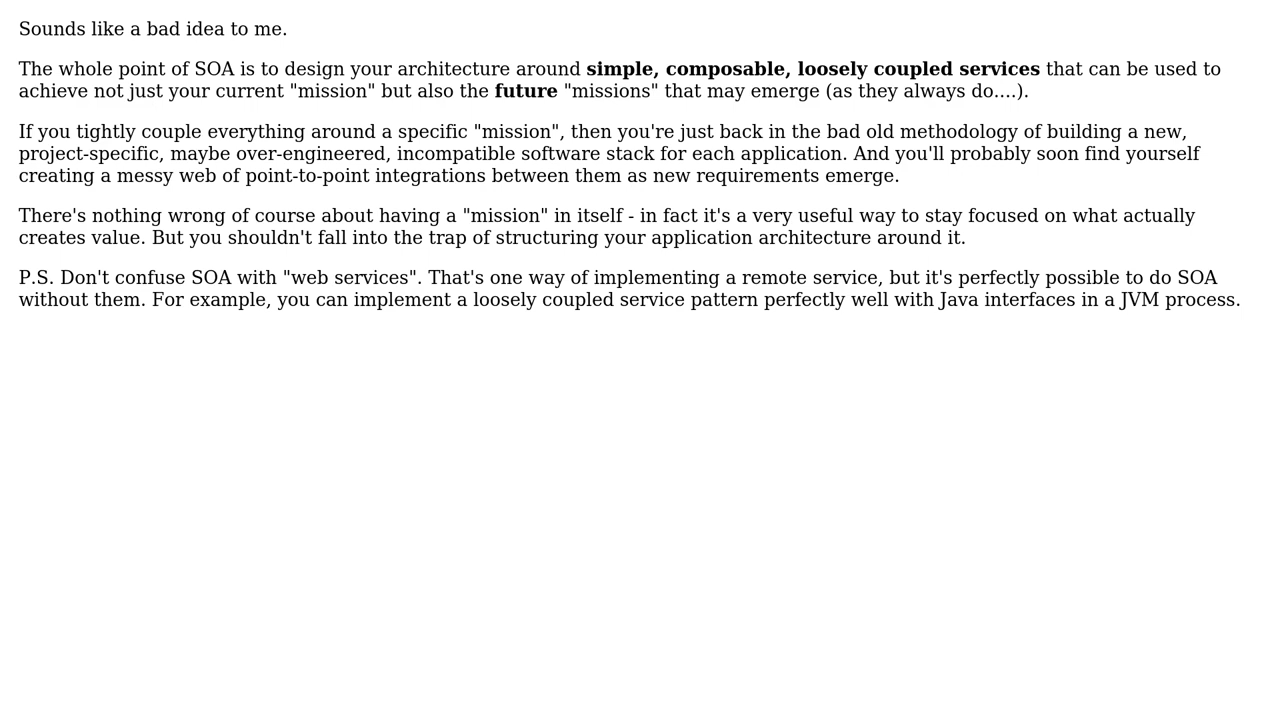 Sounds like a bad idea to me.
The whole point of SOA is to design your architecture around simple, composable, loosely coupled services that can be used to
achieve not just your current "mission" but also the future "missions" that may emerge (as they always do....).
If you tightly couple everything around a specific "mission", then you're just back in the bad old methodology of building a new,
project-specific, maybe over-engineered, incompatible software stack for each application. And you'll probably soon find yourself
creating a messy web of point-to-point integrations between them as new requirements emerge.
There's nothing wrong of course about having a "mission" in itself - in fact it's a very useful way to stay focused on what actually
creates value. But you shouldn't fall into the trap of structuring your application architecture around it.
P.S. Don't confuse SOA with "web services". That's one way of implementing a remote service, but it's perfectly possible to do SOA
without them. For example, you can implement a loosely coupled service pattern perfectly well with Java interfaces in a JVM process.